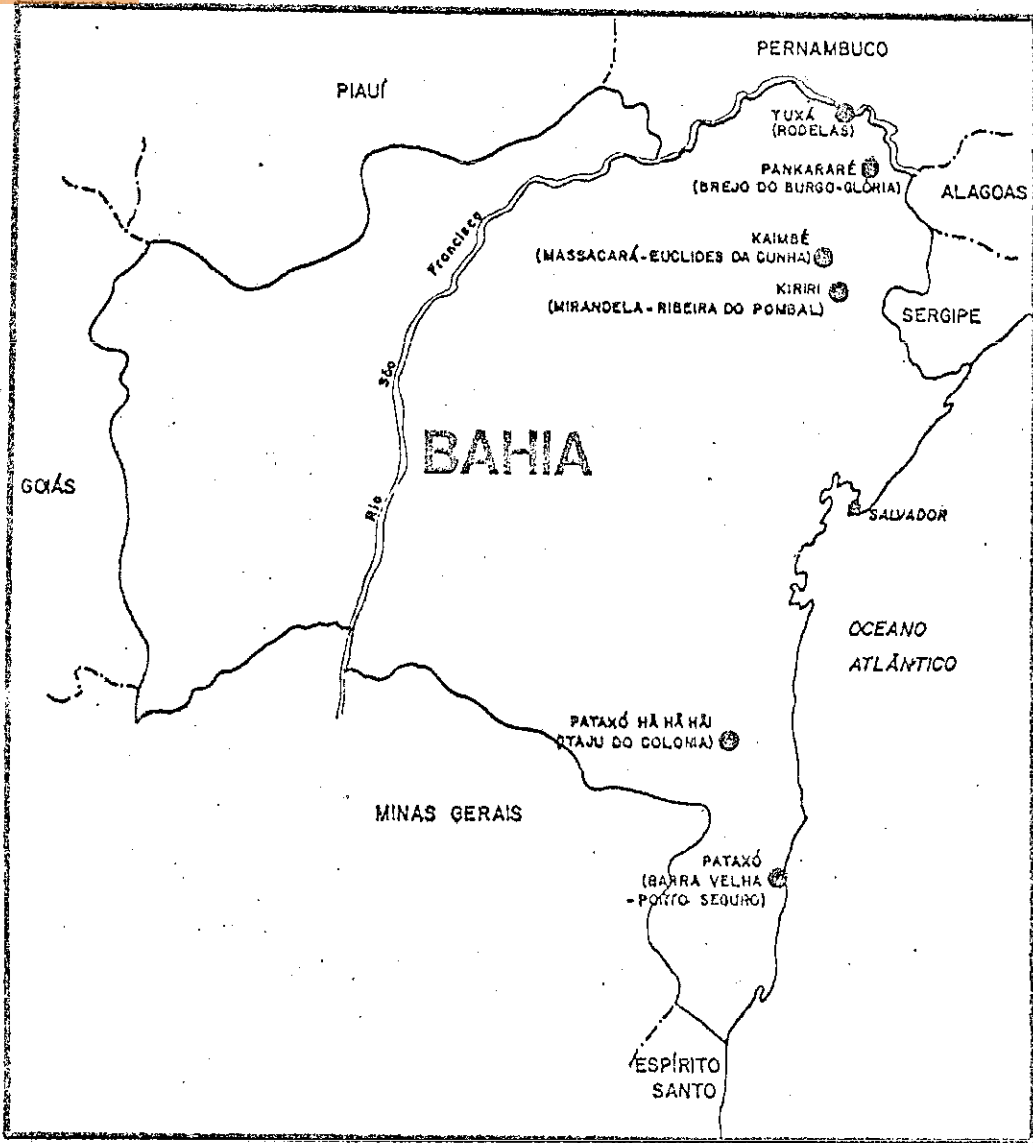 PERNAMBUCO
PIAUÍ
TUXÁ
(RODELAS)
PANKARARÉ
(BREJO DO BURGO-GLÓRIA)
ALAGOAS
KAIMBÉ
(MASSACARÁ-EUCLIDES DA CUNHA)
KIRIRI
(MIRANDELA-RIBEIRA DO POMBAL)
SERGIPE
Rio São Francisco
BAHIA
GOIÁS
SALVADOR
OCEANO
ATLÂNTICO
PATAXÓ HÃ HÃ HÃI
(ITAJU DO COLONIA)
MINAS GERAIS
PATAXÓ
(BARRA VELHA
-PORTO SEGURO)
ESPÍRITO
SANTO